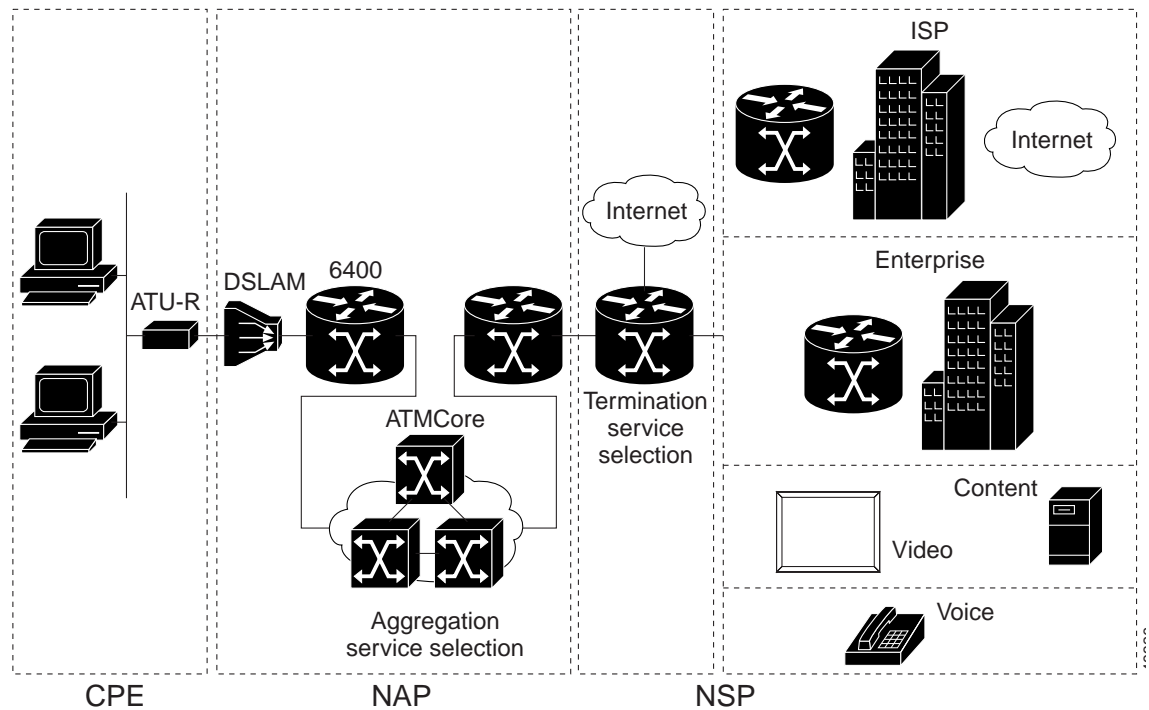 ISP
Internet
Internet
Enterprise
DSLAM
6400
ATU-R
Termination
service
selection
ATMCore
Content
Video
Aggregation
service selection
Voice
CPE
NAP
NSP